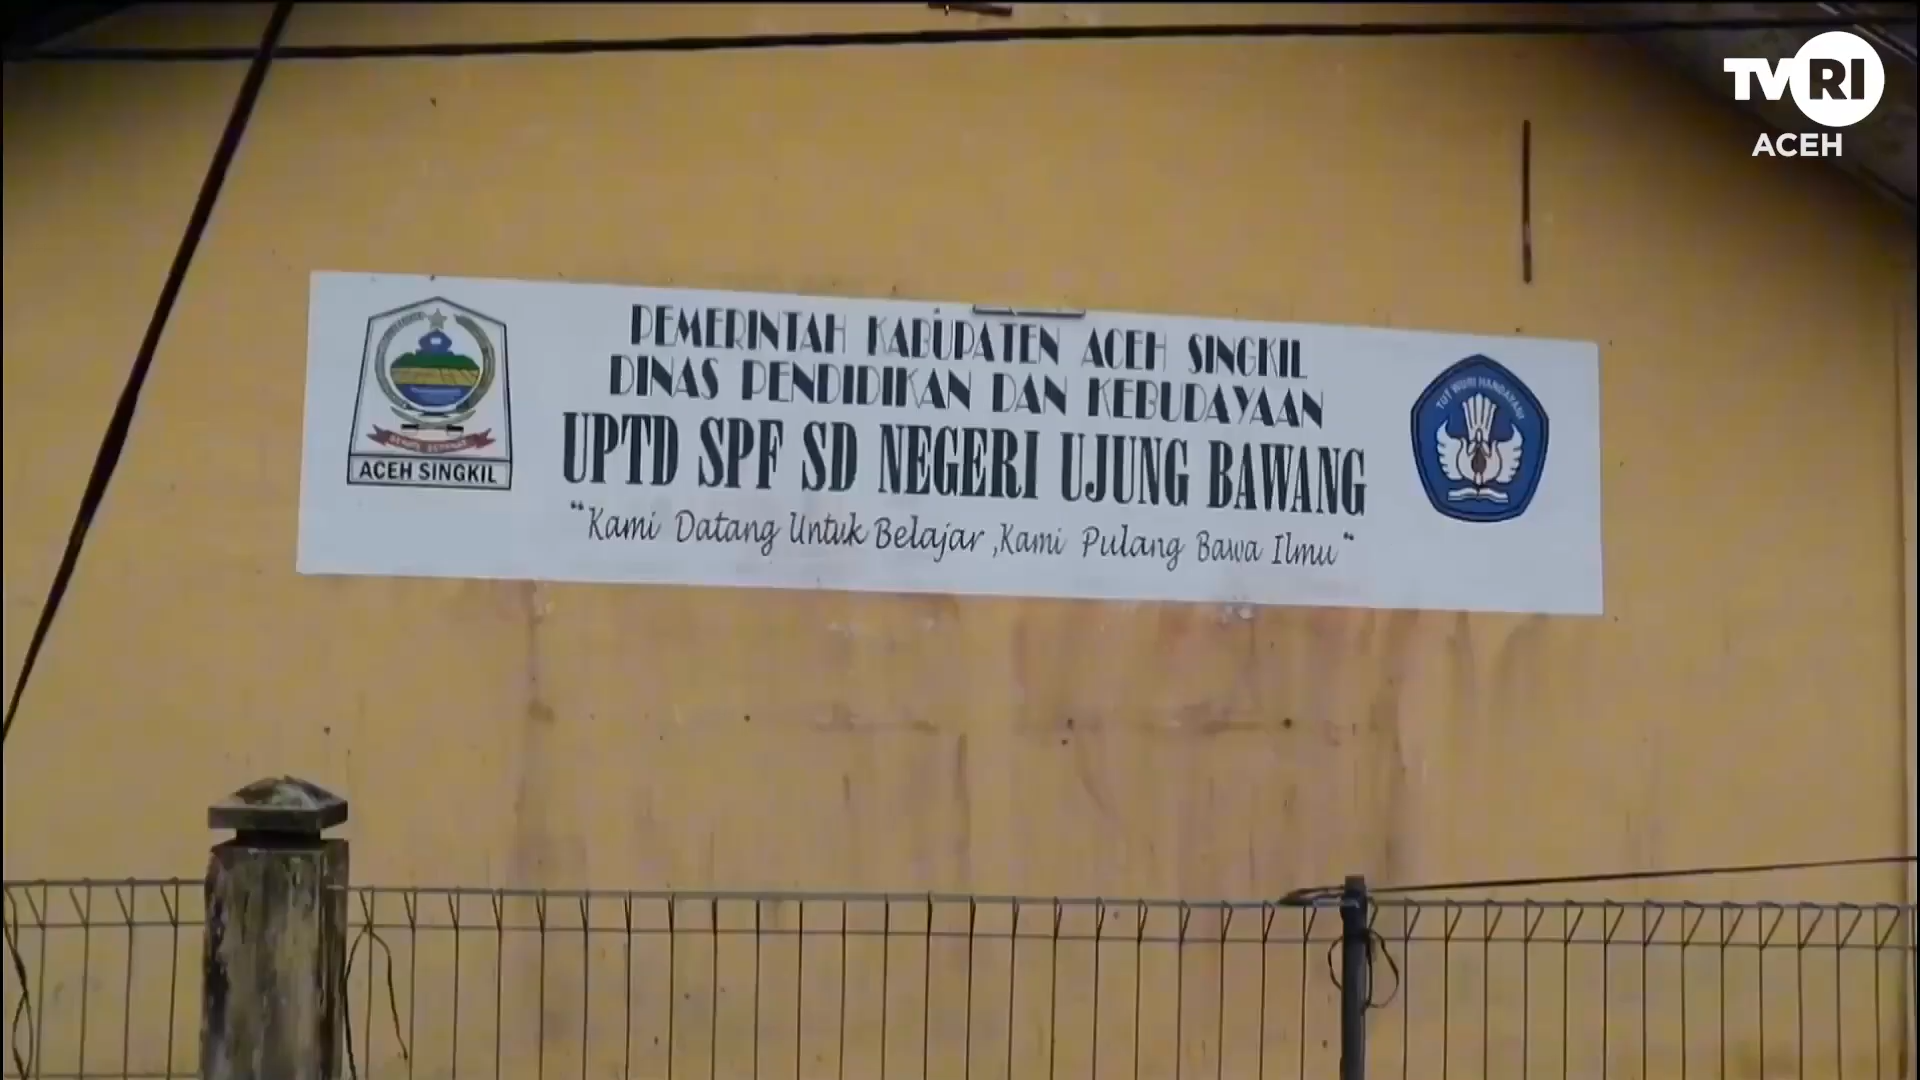 TVRI
ACEH
PEMERINTAH KABUPATEN ACEH SINGKIL
DINAS PENDIDIKAN DAN KEBUDAYAAN
UPTD SPF SD NEGERI UJUNG BAWANG
"Kami Datang Untuk Belajar ,Kami Pulang Bawa Ilmu"
ACEH SINGKIL
TUT WURI HANDAYANI